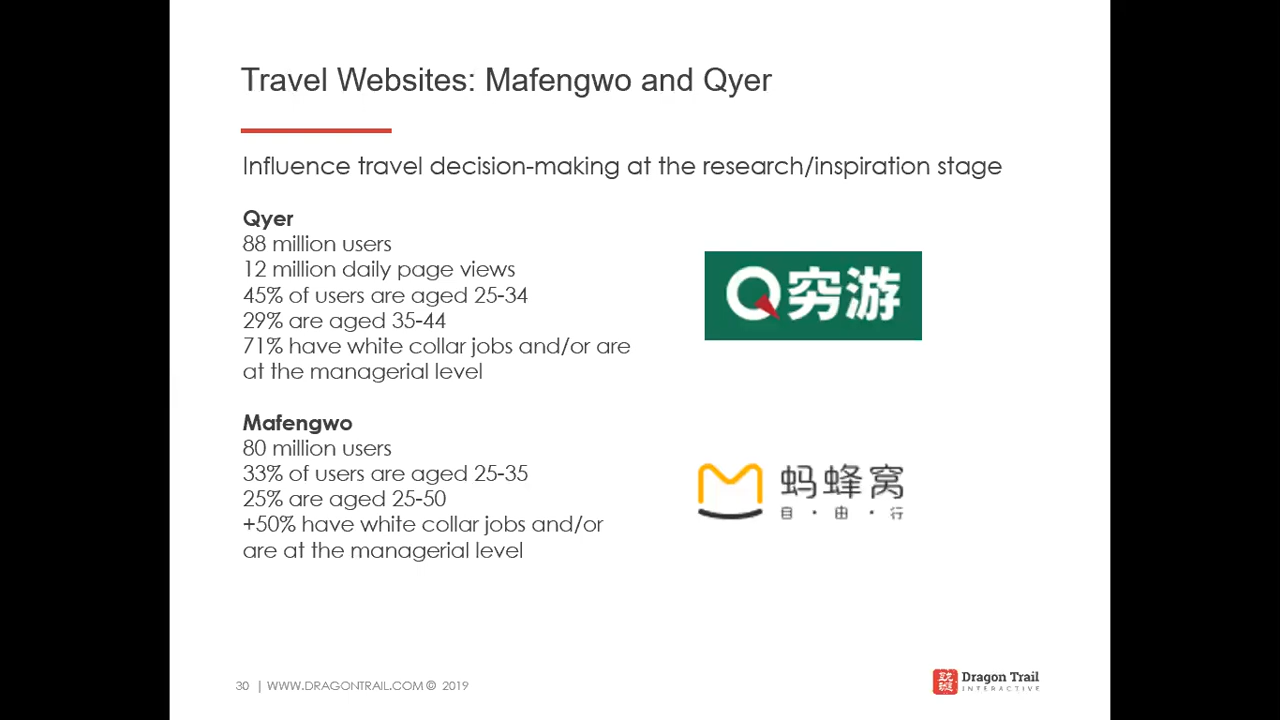 Travel Websites: Mafengwo and Qyer
Influence travel decision-making at the research/inspiration stage
Qyer
88 million users
12 million daily page views
45% of users are aged 25-34
29% are aged 35-44
71% have white collar jobs and/or are
at the managerial level
Q穷游
Mafengwo
80 million users
33% of users are aged 25-35
25% are aged 25-50
+50% have white collar jobs and/or
are at the managerial level
蚂蜂窝
自·由·行
30 | WWW.DRAGONTRAIL.COM © 2019
Dragon Trail
INTERACTIVE